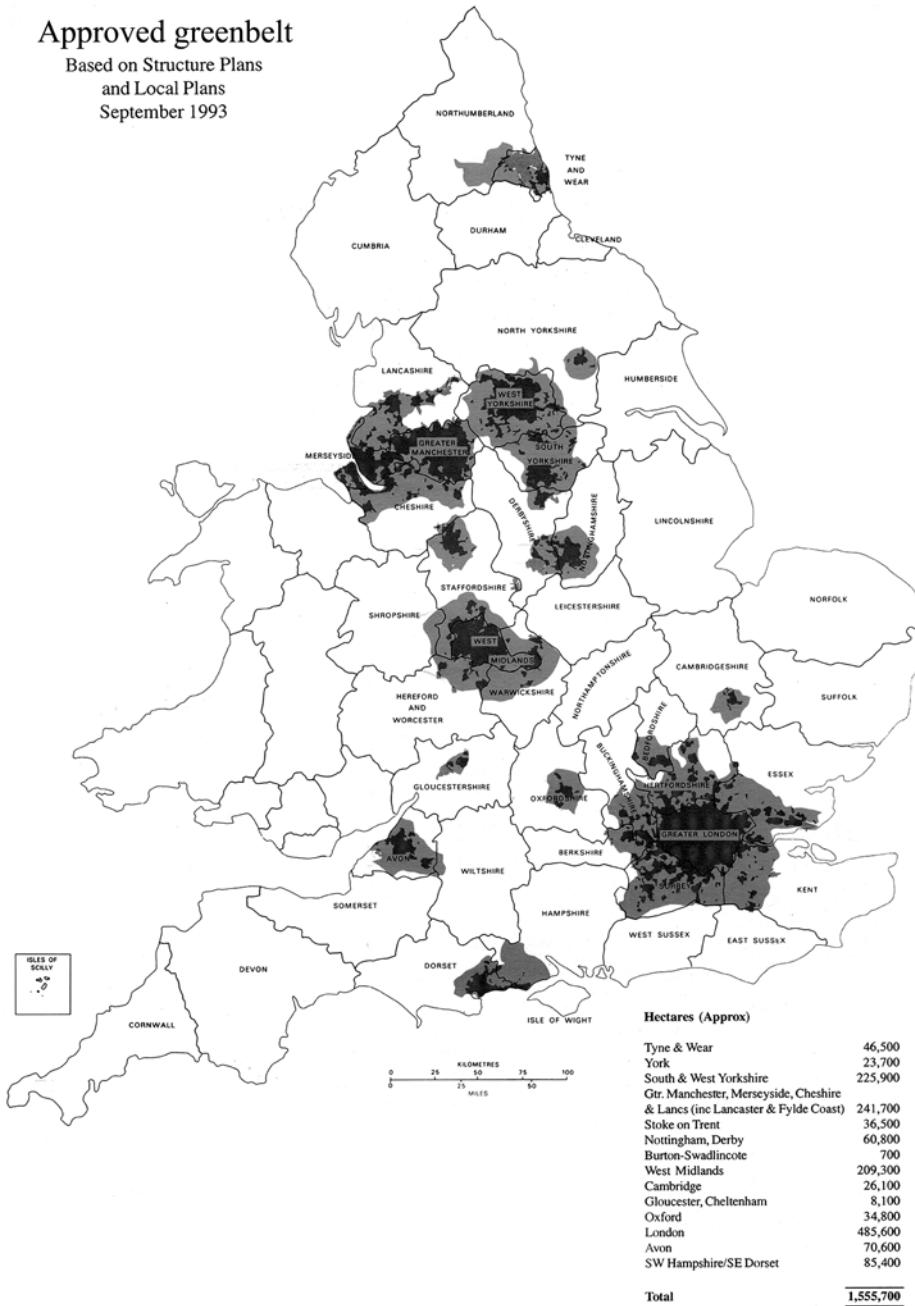 Approved greenbelt
Based on Structure Plans
and Local Plans
September 1993
NORTHUMBERLAND
TYNE
AND
WEAR
CUMBRIA
DURHAM
CLEVELAND
NORTH YORKSHIRE
LANCASHIRE
HUMBERSIDE
WEST
YORKSHIRE
GREATER
MANCHESTER
SOUTH
YORKSHIRE
MERSEYSID
CHESHIRE
DERBYSHIRE
NOTTINGHAMSHIRE
LINCOLNSHIRE
STAFFORDSHIRE
SHROPSHIRE
LEICESTERSHIRE
NORFOLK
WEST
MIDLANDS
WARWICKSHIRE
NORTHAMPTONSHIRE
CAMBRIDGESHIRE
SUFFOLK
HEREFORD
AND
WORCESTER
BEDFORDSHIRE
BUCKINGHAMSHIRE
ESSEX
GLOUCESTERSHIRE
OXFORDSHIRE
HERTFORDSHIRE
GREATER LONDON
AVON
WILTSHIRE
BERKSHIRE
SURREY
KENT
SOMERSET
HAMPSHIRE
WEST SUSSEX
EAST SUSSEX
ISLES OF
SCILLY
DEVON
DORSET
ISLE OF WIGHT
CORNWALL
KILOMETRES
0 25 50 75 100
0 25 50
MILES
Hectares (Approx)
Tyne & Wear 46,500
York 23,700
South & West Yorkshire 225,900
Gtr. Manchester, Merseyside, Cheshire
& Lancs (inc Lancaster & Fylde Coast) 241,700
Stoke on Trent 36,500
Nottingham, Derby 60,800
Burton-Swadlincote 700
West Midlands 209,300
Cambridge 26,100
Gloucester, Cheltenham 8,100
Oxford 34,800
London 485,600
Avon 70,600
SW Hampshire/SE Dorset 85,400
Total 1,555,700